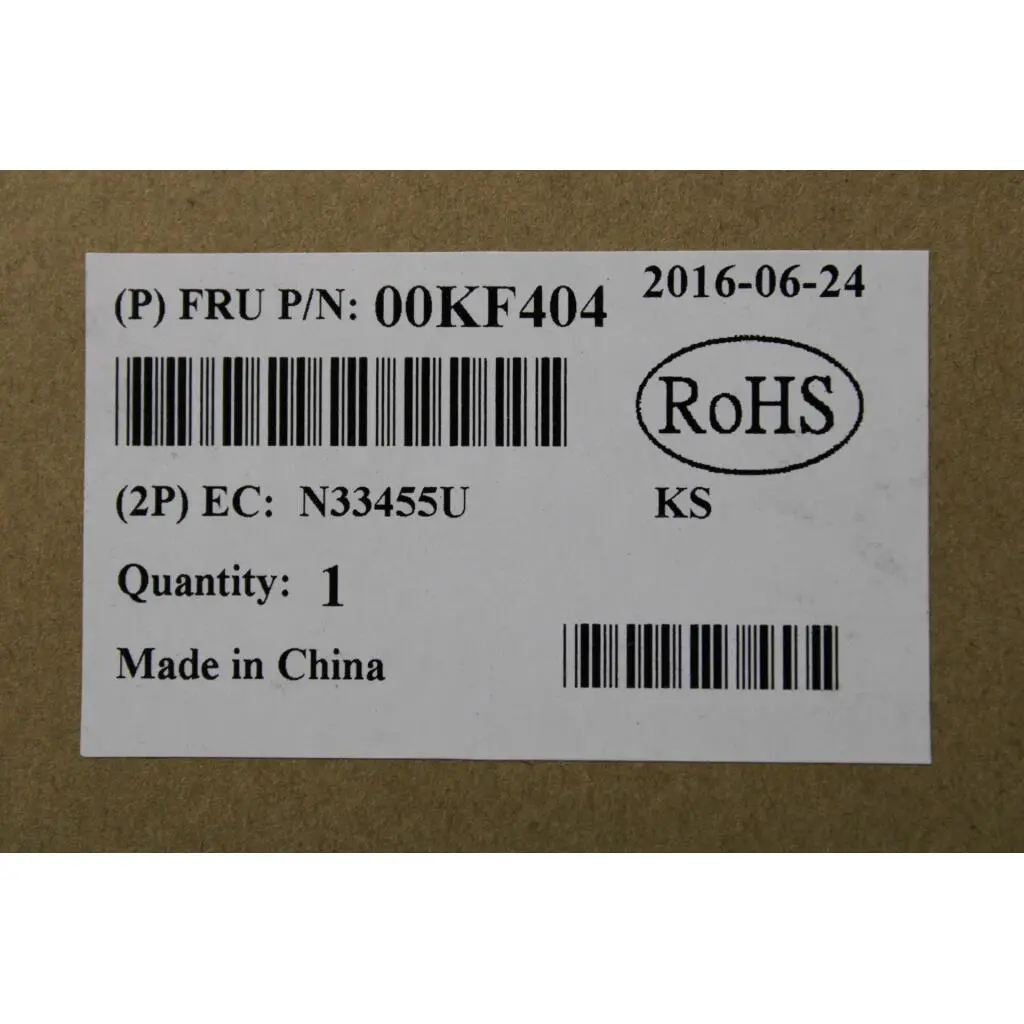 (P) FRU P/N: 00KF404
2016-06-24
RoHS
(2P) EC: N33455U
KS
Quantity: 1
Made in China